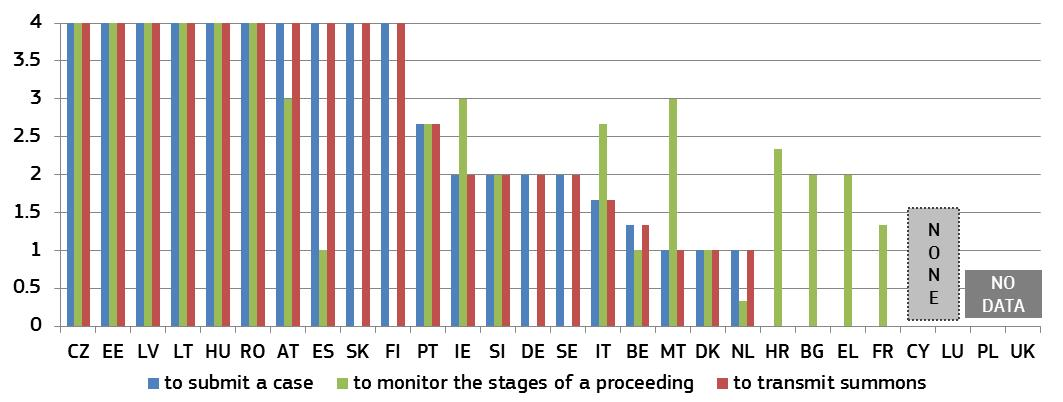 4
3.5
3
2.5
2
1.5
1
0.5
0
N
O
N
E
NO
DATA
CZ EE LV LT HU RO AT ES SK FI PT IE SI DE SE IT BE MT DK NL HR BG EL FR CY LU PL UK
to submit a case to monitor the stages of a proceeding to transmit summons